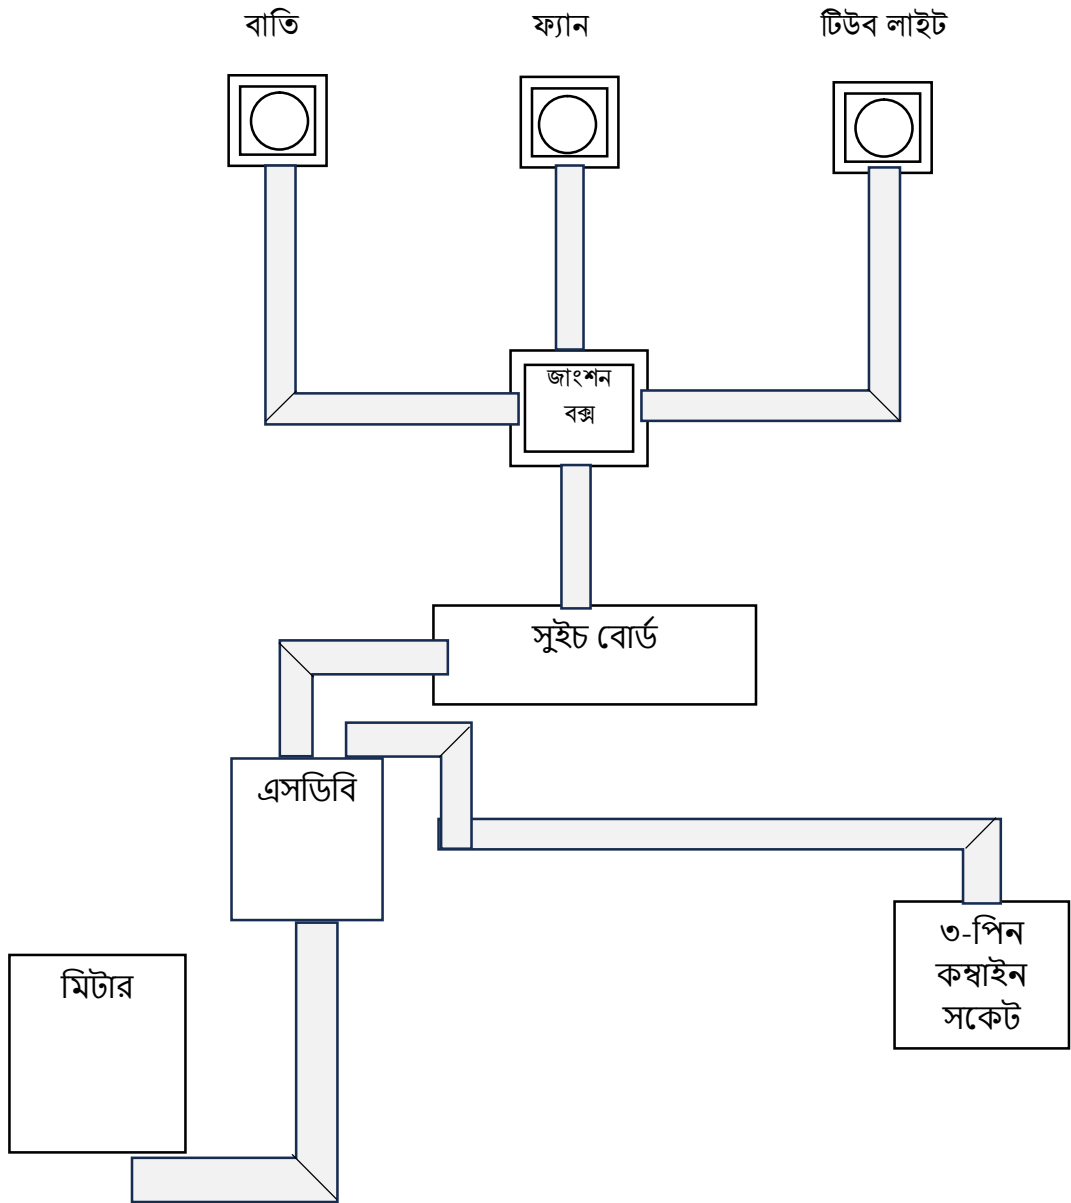 বাতি
ফ্যান
টিউব লাইট
জাংশন
বক্স
সুইচ বোর্ড
এসডিবি
৩-পিন
কম্বাইন
সকেট
মিটার